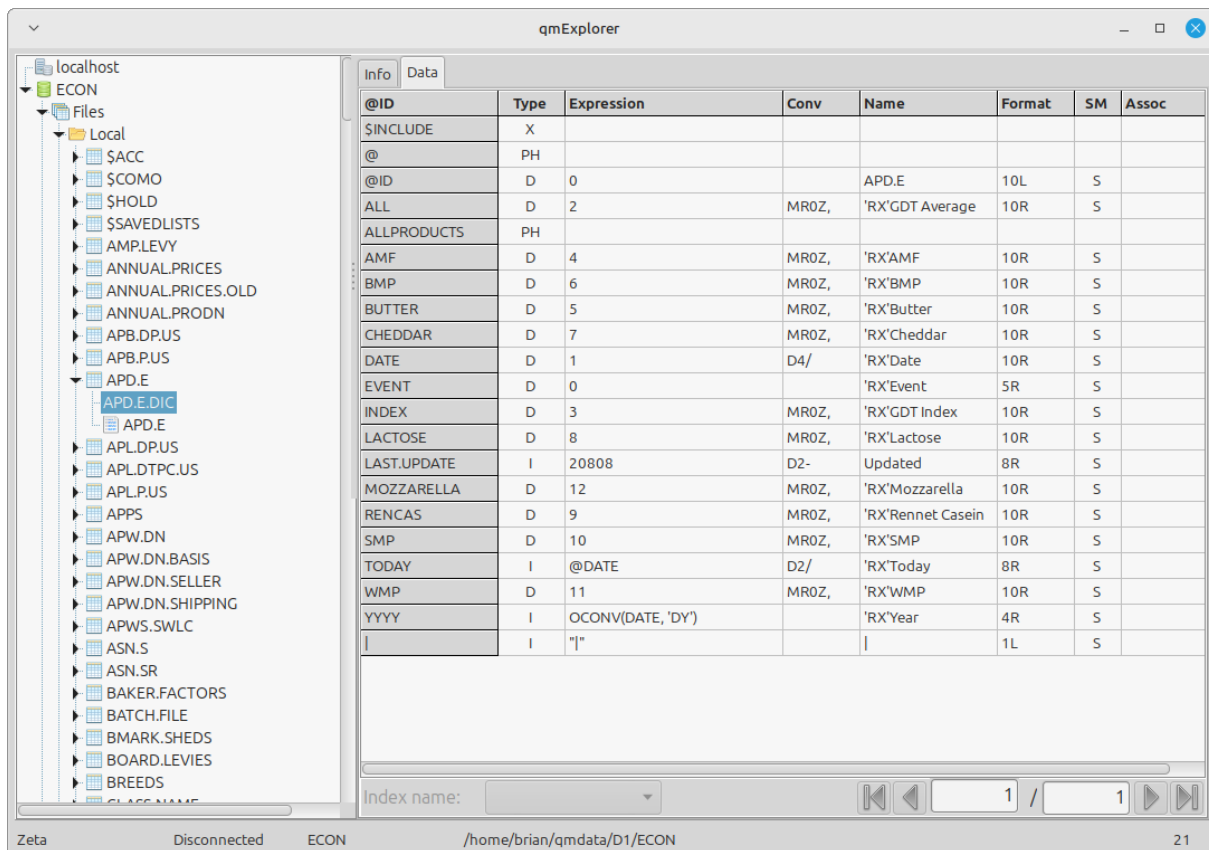 qmExplorer
localhost
ECON
Files
Local
$ACC
$COMO
$HOLD
$SAVEDLISTS
AMP.LEVY
ANNUAL.PRICES
ANNUAL.PRICES.OLD
ANNUAL.PRODN
APB.DP.US
APB.P.US
APD.E
APD.E.DIC
APD.E
APL.DP.US
APL.DTPC.US
APL.P.US
APPS
APW.DN
APW.DN.BASIS
APW.DN.SELLER
APW.DN.SHIPPING
APWS.SWLC
ASN.S
ASN.SR
BAKER.FACTORS
BATCH.FILE
BMARK.SHEDS
BOARD.LEVIES
BREEDS
CLASS.NAME
Info Data
@ID Type Expression Conv Name Format SM Assoc
$INCLUDE X
@ PH
@ID D 0 APD.E 10L S
ALL D 2 MR0Z, 'RX'GDT Average 10R S
ALLPRODUCTS PH
AMF D 4 MR0Z, 'RX'AMF 10R S
BMP D 6 MR0Z, 'RX'BMP 10R S
BUTTER D 5 MR0Z, 'RX'Butter 10R S
CHEDDAR D 7 MR0Z, 'RX'Cheddar 10R S
DATE D 1 D4/ 'RX'Date 10R S
EVENT D 0 'RX'Event 5R S
INDEX D 3 MR0Z, 'RX'GDT Index 10R S
LACTOSE D 8 MR0Z, 'RX'Lactose 10R S
LAST.UPDATE I 20808 D2- Updated 8R S
MOZZARELLA D 12 MR0Z, 'RX'Mozzarella 10R S
RENCAS D 9 MR0Z, 'RX'Rennet Casein 10R S
SMP D 10 MR0Z, 'RX'SMP 10R S
TODAY I @DATE D2/ 'RX'Today 8R S
WMP D 11 MR0Z, 'RX'WMP 10R S
YYYY I OCONV(DATE, 'DY') 'RX'Year 4R S
| I "|" | 1L S
Index name: 1 / 1
Zeta Disconnected ECON /home/brian/qmdata/D1/ECON 21